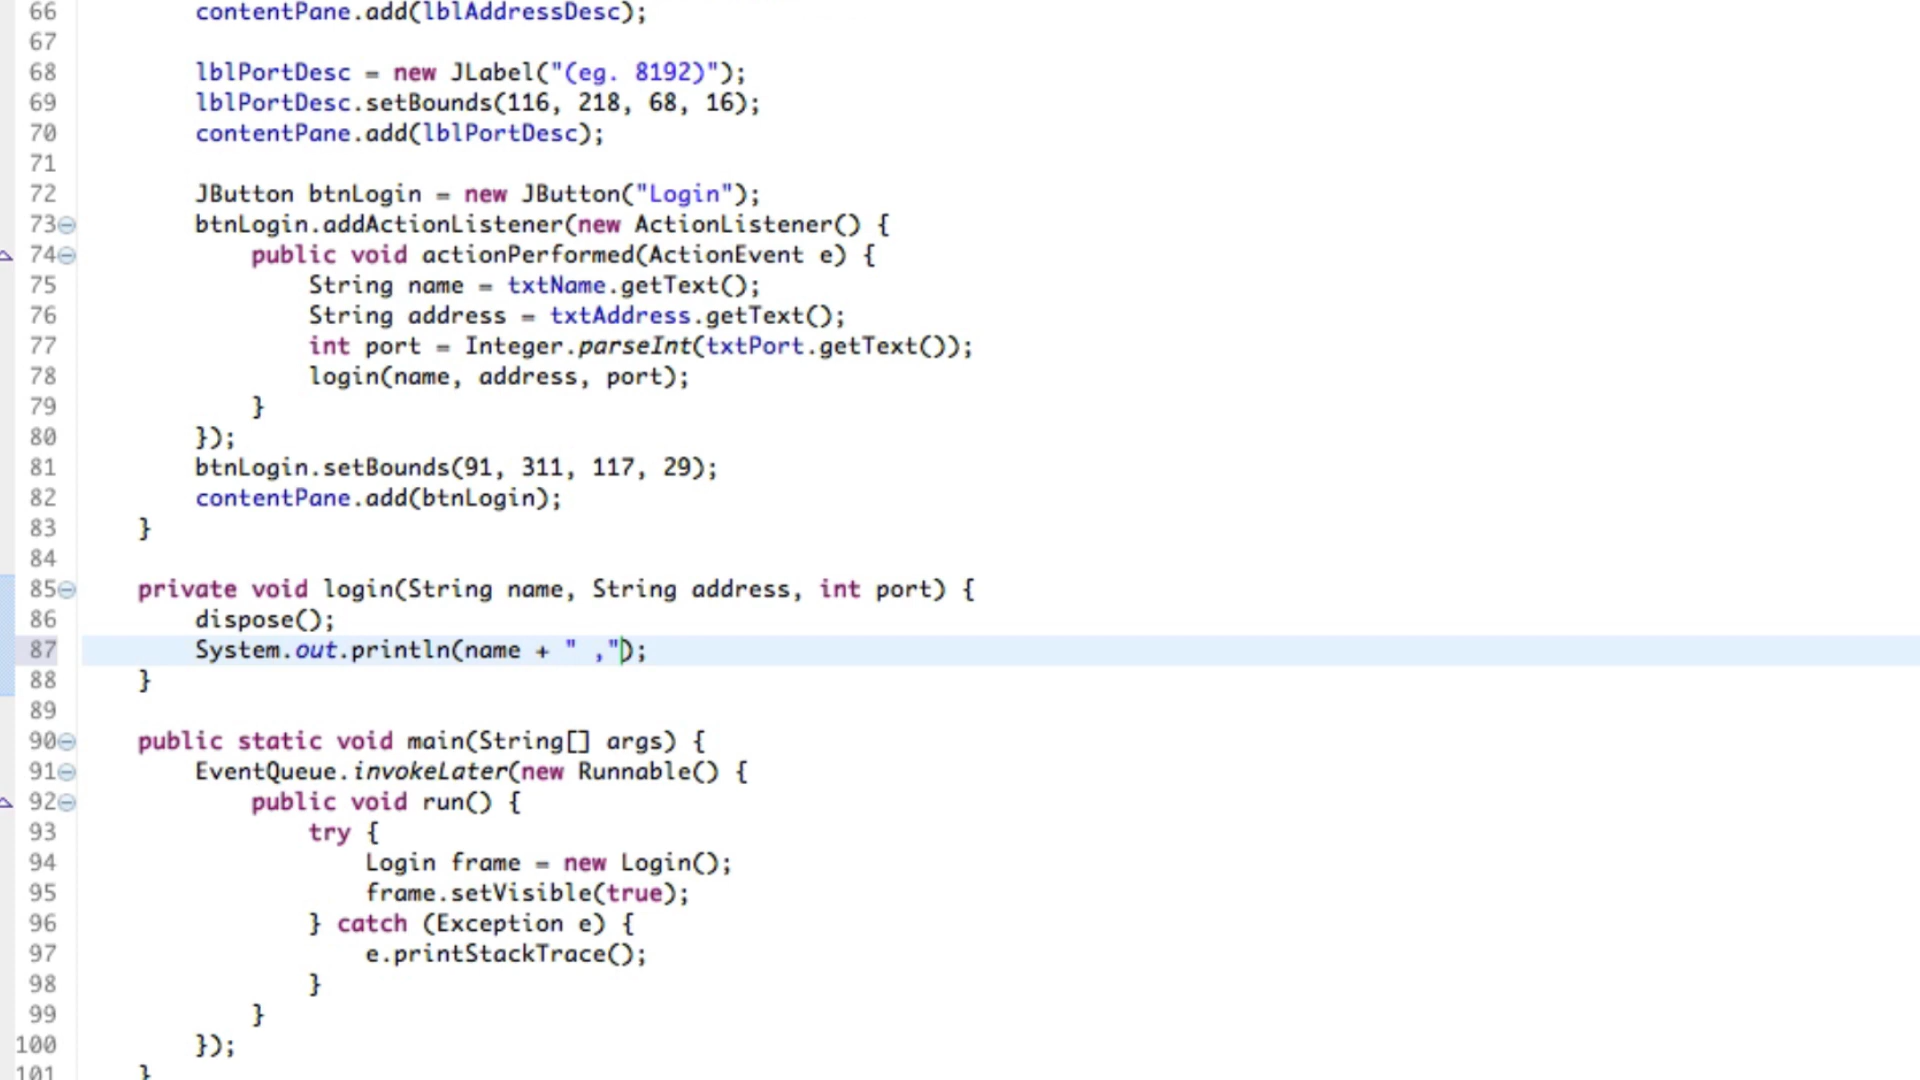 66 contentPane.add(lblAddressDesc);
67
68 lblPortDesc = new JLabel("(eg. 8192)");
69 lblPortDesc.setBounds(116, 218, 68, 16);
70 contentPane.add(lblPortDesc);
71
72 JButton btnLogin = new JButton("Login");
73 btnLogin.addActionListener(new ActionListener() {
74 public void actionPerformed(ActionEvent e) {
75 String name = txtName.getText();
76 String address = txtAddress.getText();
77 int port = Integer.parseInt(txtPort.getText());
78 login(name, address, port);
79 }
80 });
81 btnLogin.setBounds(91, 311, 117, 29);
82 contentPane.add(btnLogin);
83 }
84
85 private void login(String name, String address, int port) {
86 dispose();
87 System.out.println(name + " ,");
88 }
89
90 public static void main(String[] args) {
91 EventQueue.invokeLater(new Runnable() {
92 public void run() {
93 try {
94 Login frame = new Login();
95 frame.setVisible(true);
96 } catch (Exception e) {
97 e.printStackTrace();
98 }
99 }
100 });
101 }